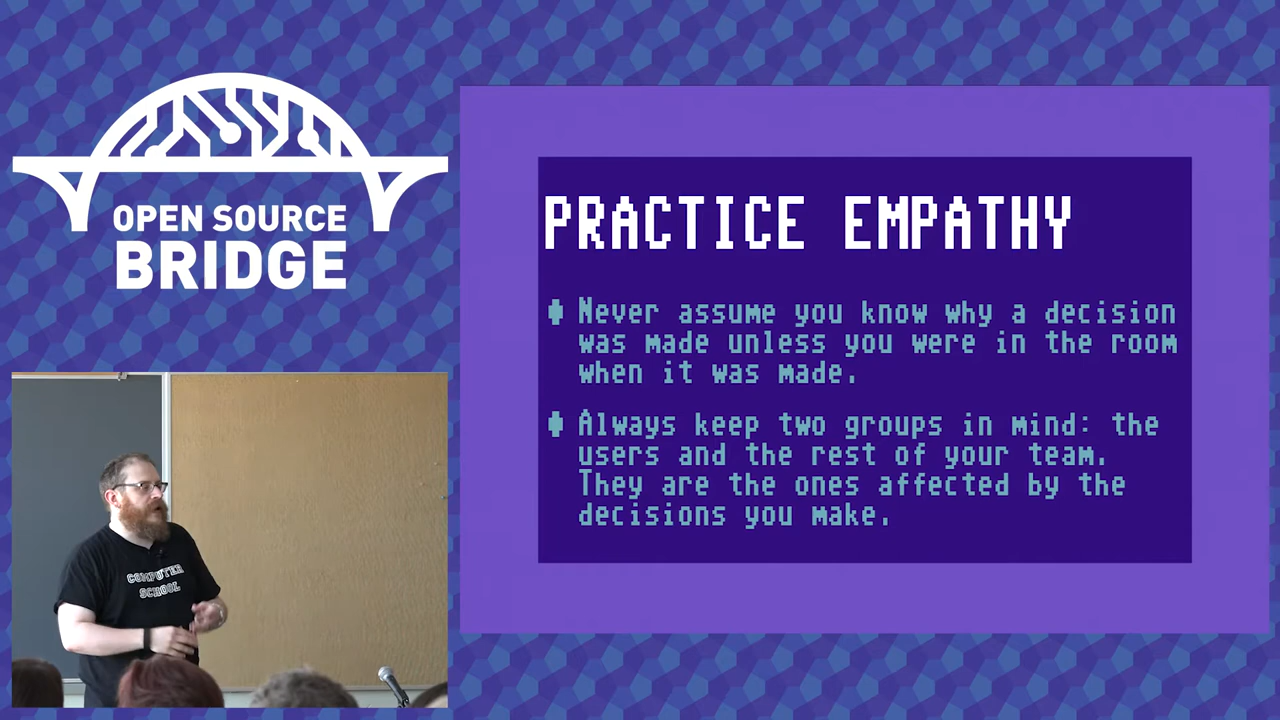 OPEN SOURCE
BRIDGE
PRACTICE EMPATHY
Never assume you know why a decision
was made unless you were in the room
when it was made.
Always keep two groups in mind: the
users and the rest of your team.
They are the ones affected by the
decisions you make.
COMPUTER
SCHOOL